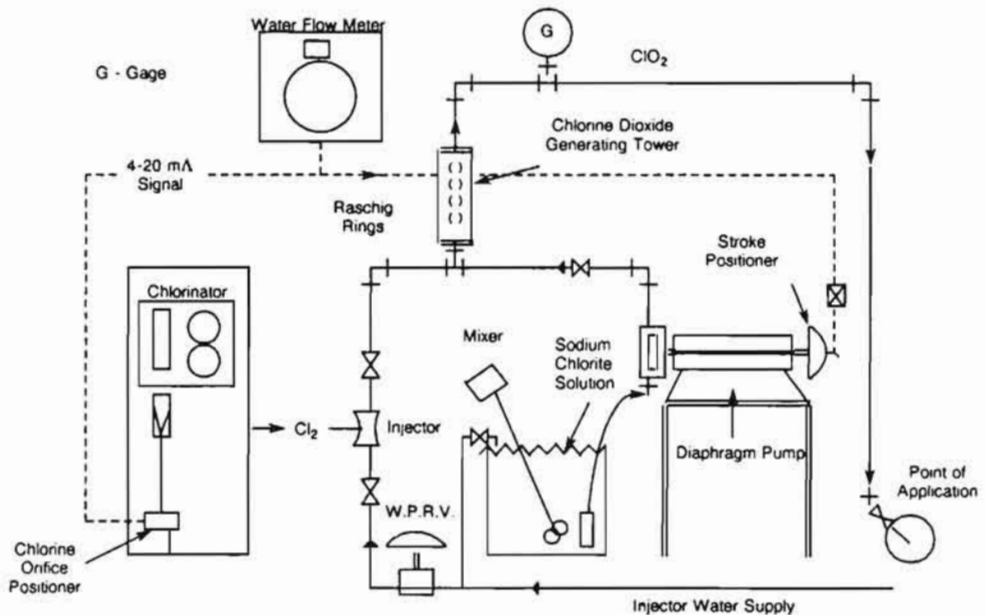 Water Flow Meter
G - Gage
G
ClO2
Chlorine Dioxide
Generating Tower
4-20 mA
Signal
Raschig
Rings
Stroke
Positioner
Chlorinator
Mixer
Sodium
Chlorite
Solution
Cl2
Injector
Diaphragm Pump
W.P.R.V.
Point of
Application
Chlorine
Orifice
Positioner
Injector Water Supply